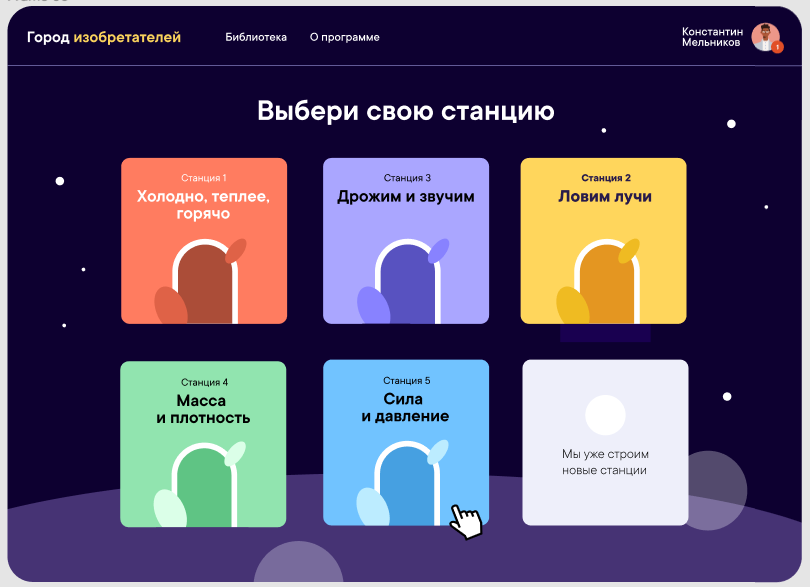 Город изобретателей
Библиотека
О программе
Константин
Мельников
1
Выбери свою станцию
Станция 1
Холодно, теплее,
горячо
Станция 3
Дрожим и звучим
Станция 2
Ловим лучи
Станция 4
Масса
и плотность
Станция 5
Сила
и давление
Мы уже строим
новые станции